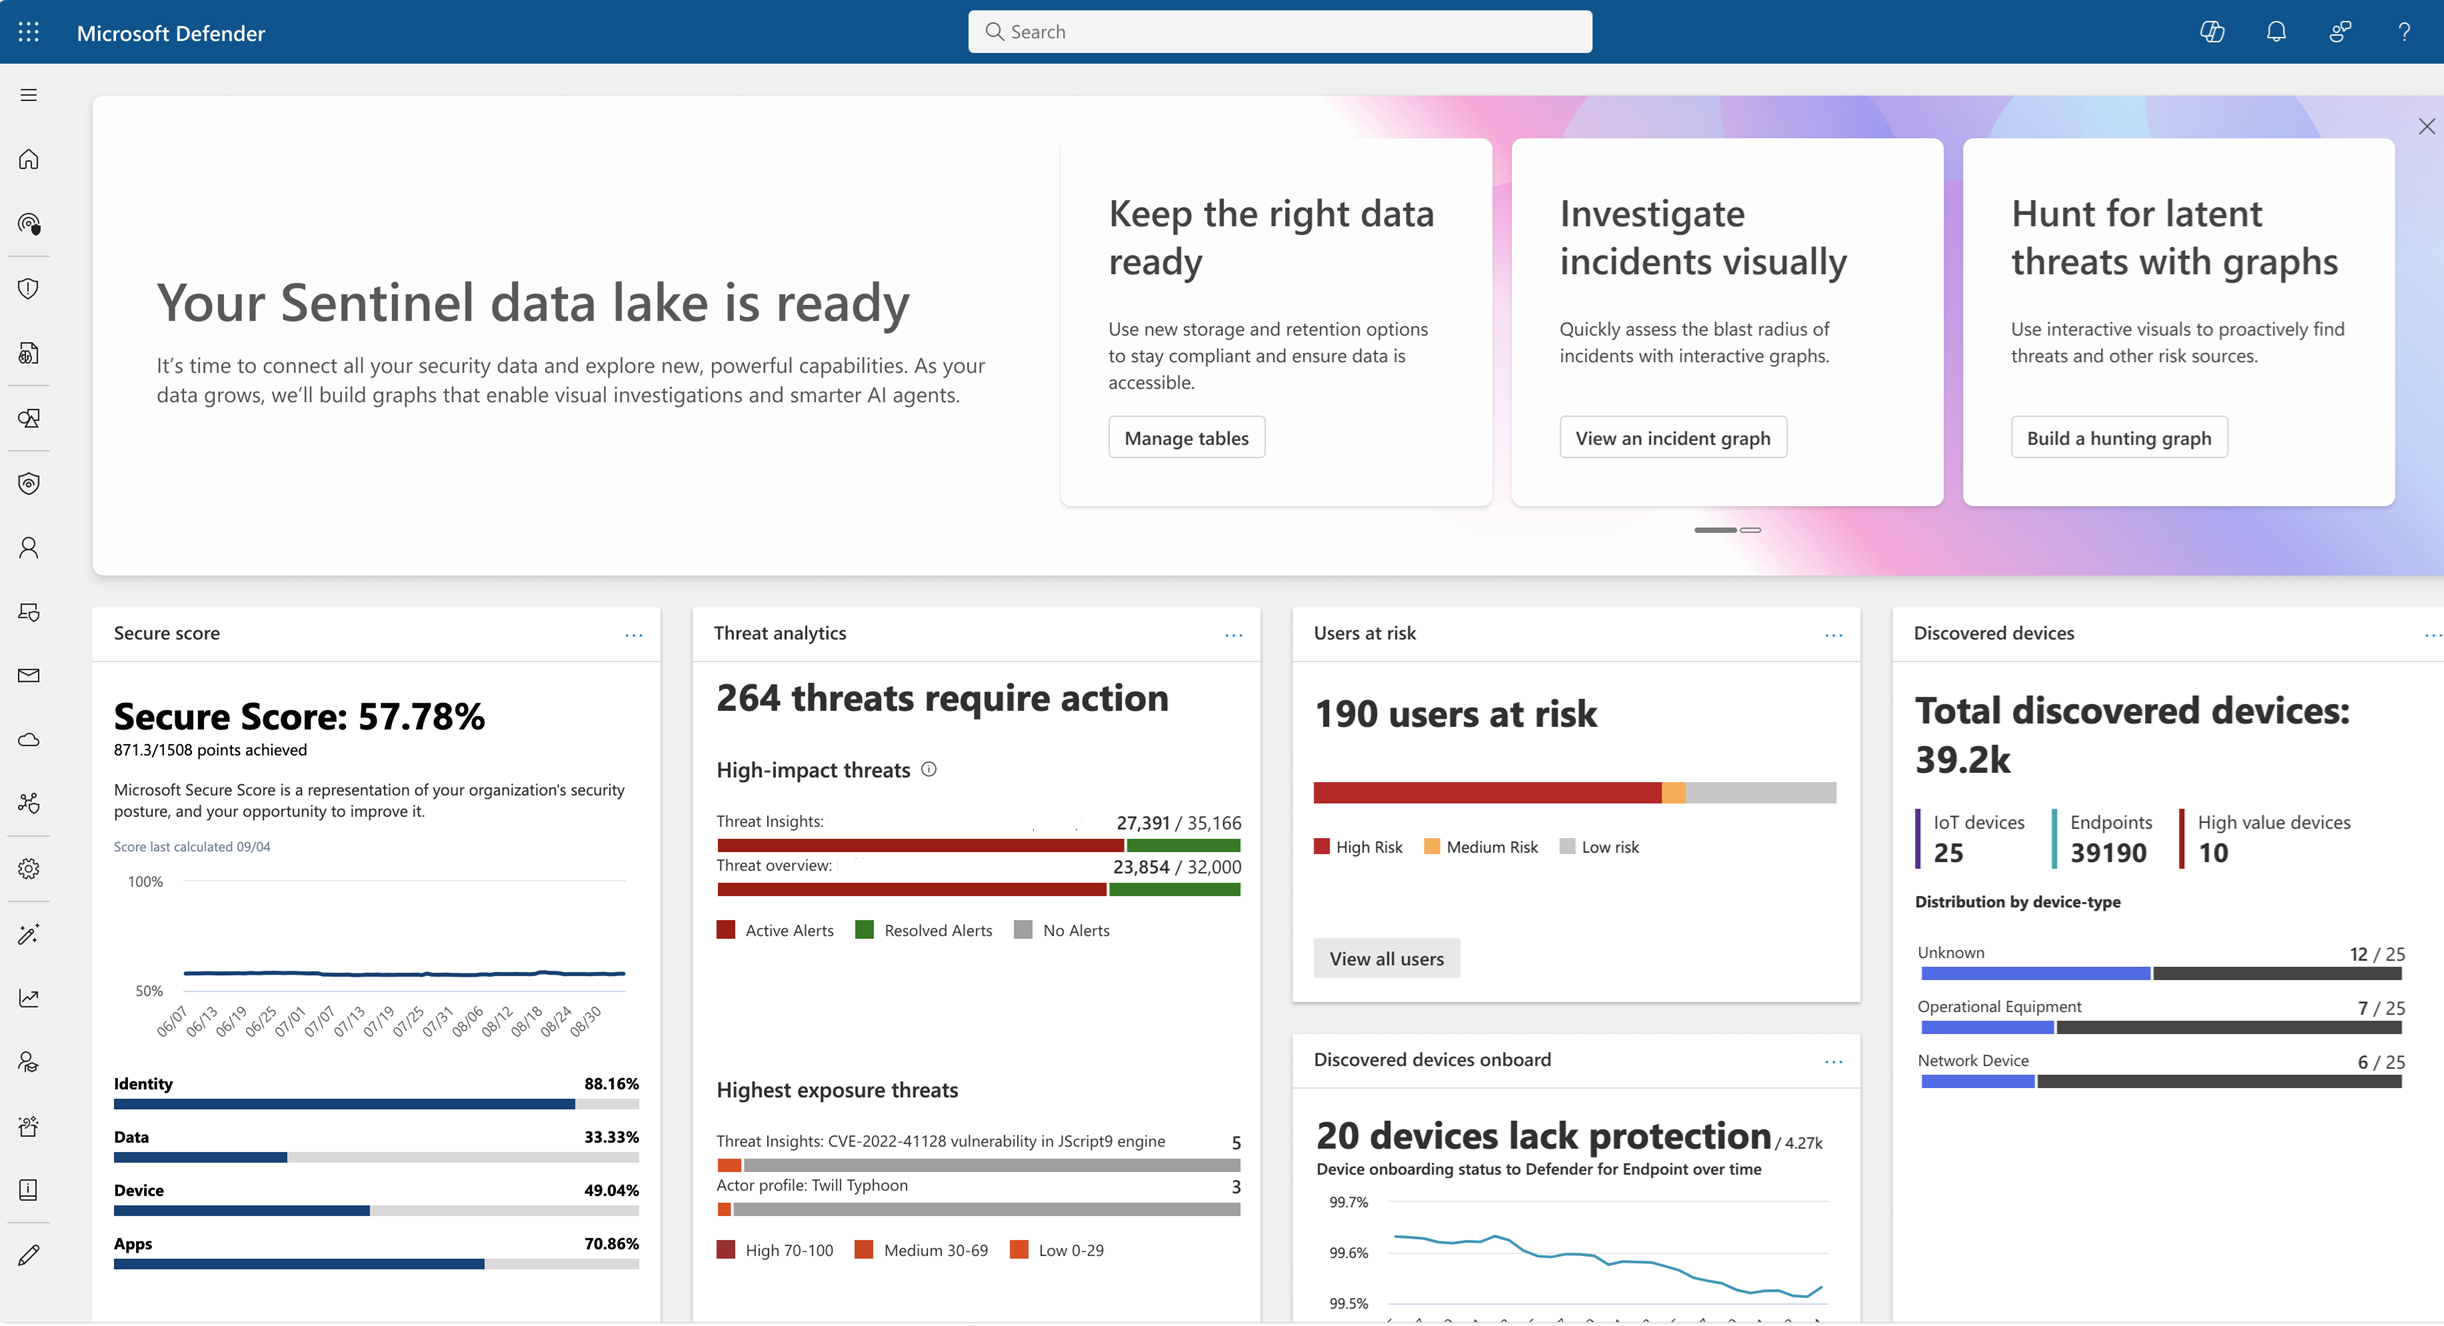 Microsoft Defender
Search
Your Sentinel data lake is ready
It's time to connect all your security data and explore new, powerful capabilities. As your
data grows, we'll build graphs that enable visual investigations and smarter AI agents.
Keep the right data
ready
Use new storage and retention options
to stay compliant and ensure data is
accessible.
Manage tables
Investigate
incidents visually
Quickly assess the blast radius of
incidents with interactive graphs.
View an incident graph
Hunt for latent
threats with graphs
Use interactive visuals to proactively find
threats and other risk sources.
Build a hunting graph
Secure score
Secure Score: 57.78%
871.3/1508 points achieved
Microsoft Secure Score is a representation of your organization's security
posture, and your opportunity to improve it.
Score last calculated 09/04
100%
50%
06/07 06/13 06/19 06/25 07/01 07/07 07/13 07/19 07/25 07/31 08/06 08/12 08/18 08/24 08/30
Identity 88.16%
Data 33.33%
Device 49.04%
Apps 70.86%
Threat analytics
264 threats require action
High-impact threats
Threat Insights: 27,391 / 35,166
Threat overview: 23,854 / 32,000
Active Alerts Resolved Alerts No Alerts
Highest exposure threats
Threat Insights: CVE-2022-41128 vulnerability in JScript9 engine 5
Actor profile: Twill Typhoon 3
High 70-100 Medium 30-69 Low 0-29
Users at risk
190 users at risk
High Risk Medium Risk Low risk
View all users
Discovered devices onboard
20 devices lack protection / 4.27k
Device onboarding status to Defender for Endpoint over time
99.7%
99.6%
99.5%
Discovered devices
Total discovered devices:
39.2k
IoT devices Endpoints High value devices
25 39190 10
Distribution by device-type
Unknown 12 / 25
Operational Equipment 7 / 25
Network Device 6 / 25